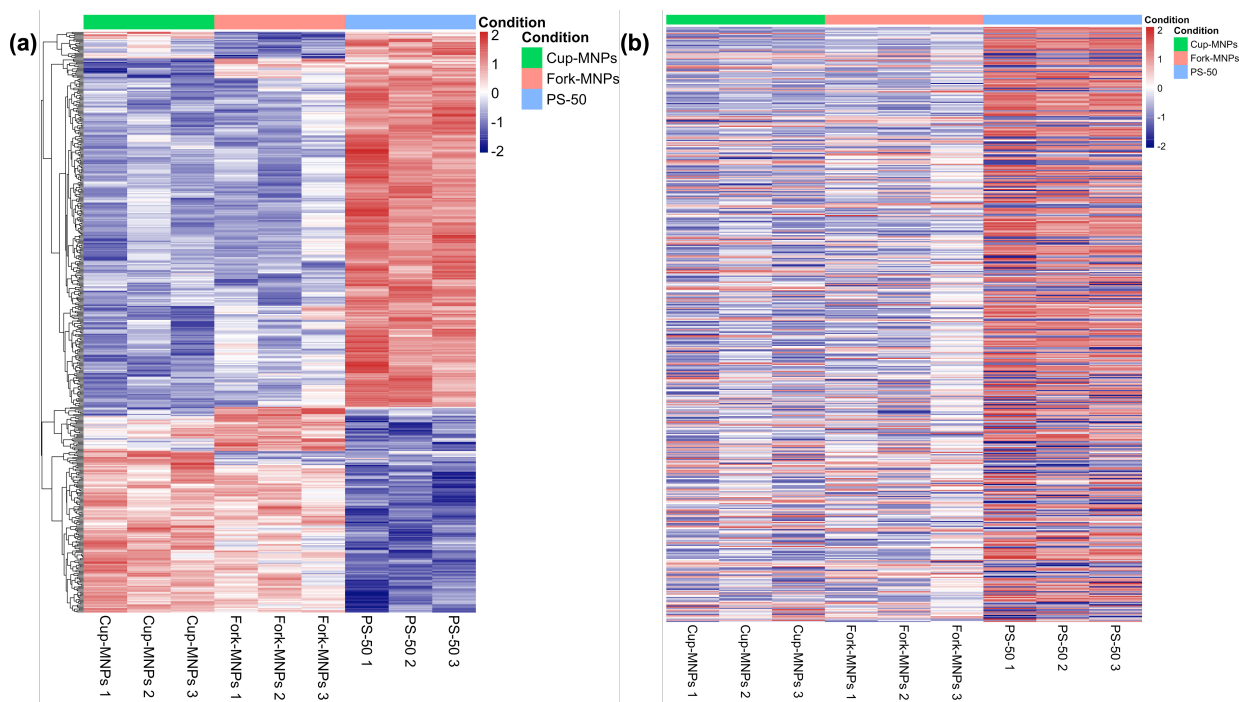 (a)
Condition
2
1
0
-1
-2
Condition
Cup-MNPs
Fork-MNPs
PS-50
Cup-MNPs 1
Cup-MNPs 2
Cup-MNPs 3
Fork-MNPs 1
Fork-MNPs 2
Fork-MNPs 3
PS-50 1
PS-50 2
PS-50 3
(b)
Condition
2
1
0
-1
-2
Condition
Cup-MNPs
Fork-MNPs
PS-50
Cup-MNPs 1
Cup-MNPs 2
Cup-MNPs 3
Fork-MNPs 1
Fork-MNPs 2
Fork-MNPs 3
PS-50 1
PS-50 2
PS-50 3